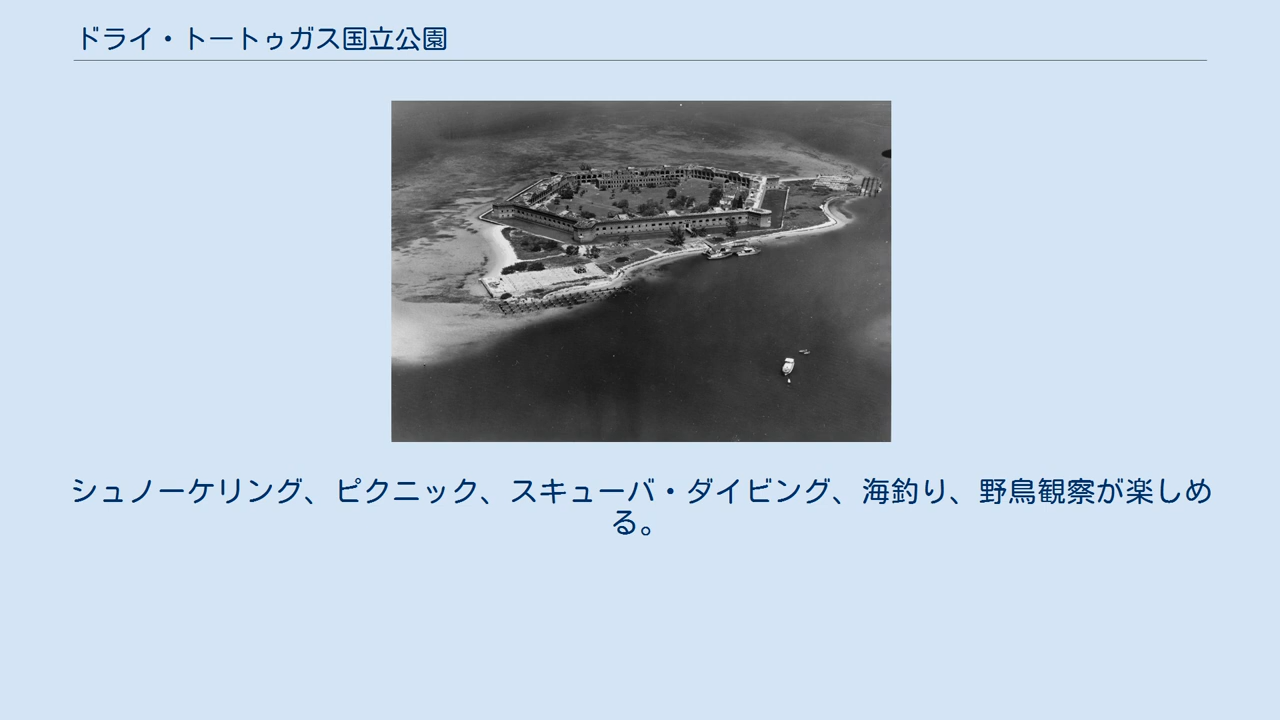 ドライ・トートゥガス国立公園
シュノーケリング、ピクニック、スキューバ・ダイビング、海釣り、野鳥観察が楽しめ
る。